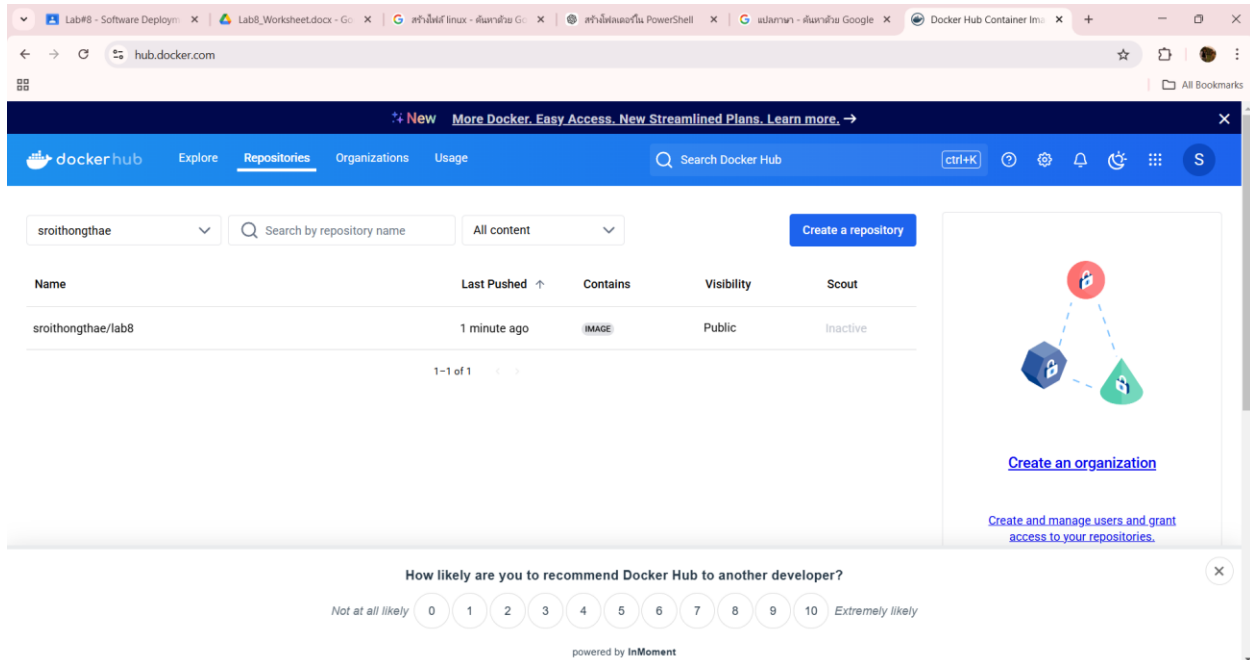 Lab#8 - Software Deploym
Lab8_Worksheet.docx - Go
สร้างไฟล์ linux - ค้นหาด้วย Go
สร้างโฟลเดอร์ใน PowerShell
แปลภาษา - ค้นหาด้วย Google
Docker Hub Container Ima
hub.docker.com
All Bookmarks
New More Docker. Easy Access. New Streamlined Plans. Learn more. →
dockerhub Explore Repositories Organizations Usage Search Docker Hub ctrl+K S
sroithongthae Search by repository name All content Create a repository
Name Last Pushed ↑ Contains Visibility Scout
sroithongthae/lab8 1 minute ago IMAGE Public Inactive
1-1 of 1
Create an organization
Create and manage users and grant
access to your repositories.
How likely are you to recommend Docker Hub to another developer?
Not at all likely 0 1 2 3 4 5 6 7 8 9 10 Extremely likely
powered by InMoment